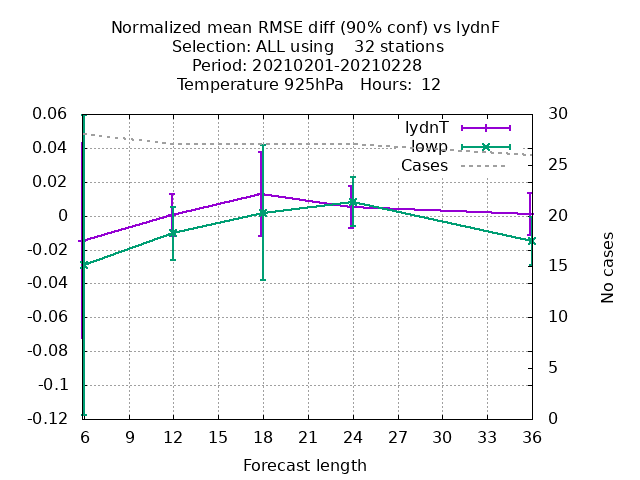 Normalized mean RMSE diff (90% conf) vs IydnF
Selection: ALL using    32 stations
Period: 20210201-20210228
Temperature 925hPa   Hours:  12
0.06
0.04
0.02
0
-0.02
-0.04
-0.06
-0.08
-0.1
-0.12
30
25
20
15
10
5
0
IydnT
Iowp
Cases
No cases
6 9 12 15 18 21 24 27 30 33 36
Forecast length